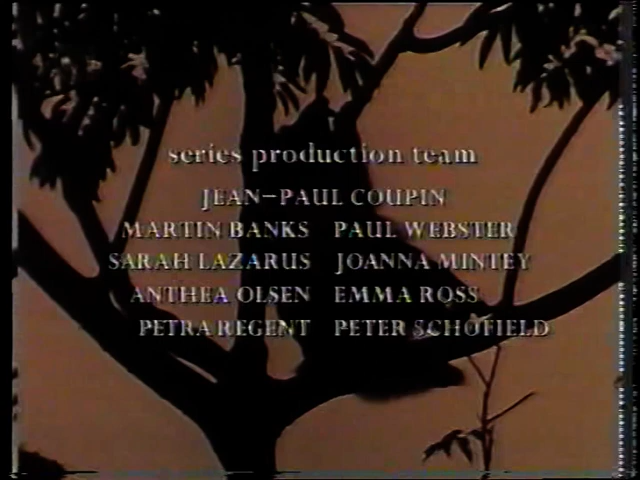 series production team
JEAN-PAUL COUPIN
MARTIN BANKS PAUL WEBSTER
SARAH LAZARUS JOANNA MINTEY
ANTHEA OLSEN EMMA ROSS
PETRA REGENT PETER SCHOFIELD